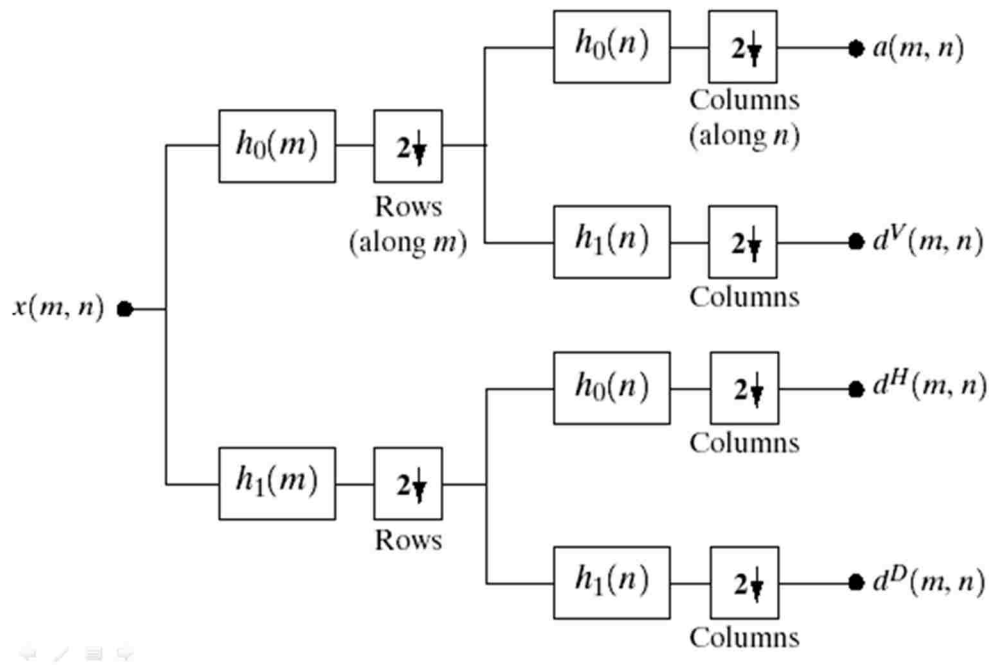 h₀(n)
2↓
a(m, n)
Columns
(along n)
h₀(m)
2↓
Rows
(along m)
h₁(n)
2↓
dⱽ(m, n)
Columns
x(m, n)
h₀(n)
2↓
dᴴ(m, n)
Columns
h₁(m)
2↓
Rows
h₁(n)
2↓
dᴰ(m, n)
Columns